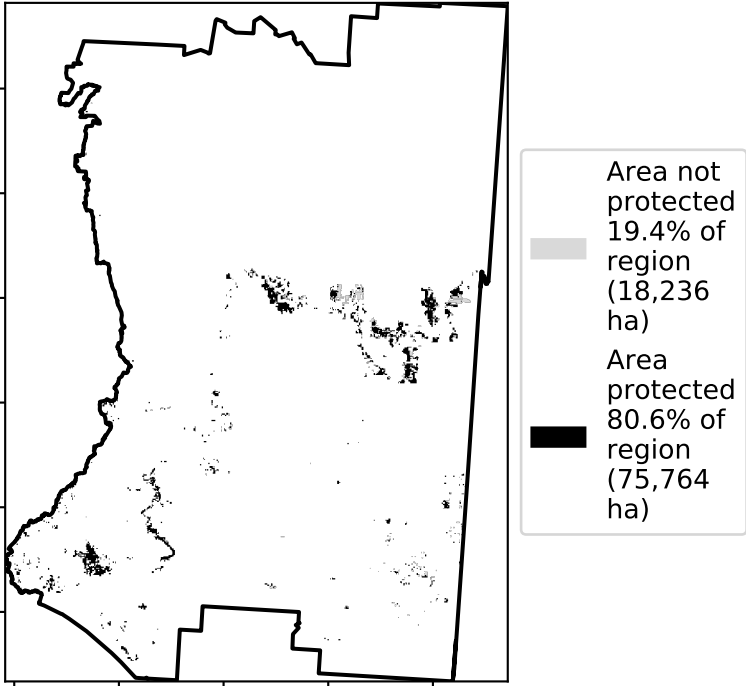 Area not
protected
19.4% of
region
(18,236
ha)
Area
protected
80.6% of
region
(75,764
ha)